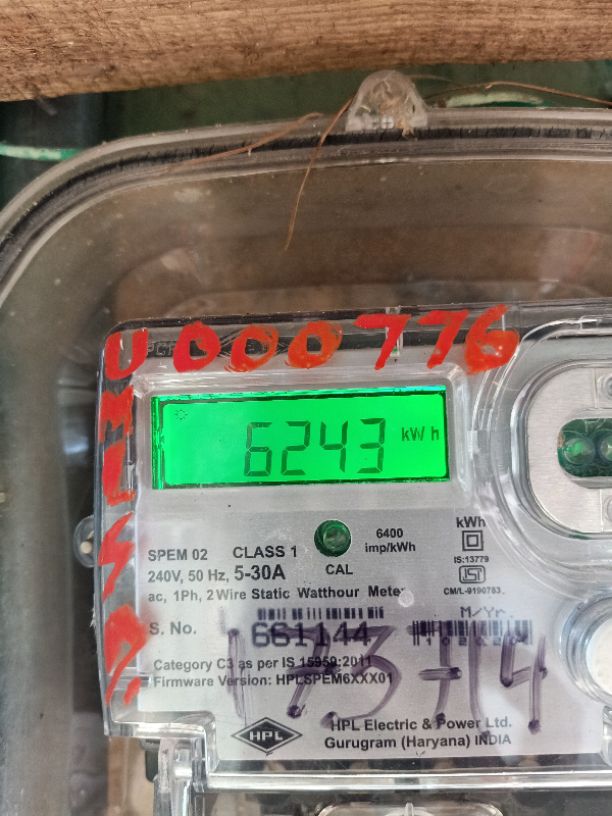 U000776
6243 kWh
kWh
6400
imp/kWh
SPEM 02 CLASS 1
CAL
IS:13779
240V, 50 Hz, 5-30A
CM/L-9190783
ac, 1Ph, 2 Wire Static Watthour Meter
M/Yr.
S. No. 661144
102020
Category C3 as per IS 15959:2011
Firmware Version: HPLSPEM6XXX01
HPL
HPL Electric & Power Ltd.
Gurugram (Haryana) INDIA